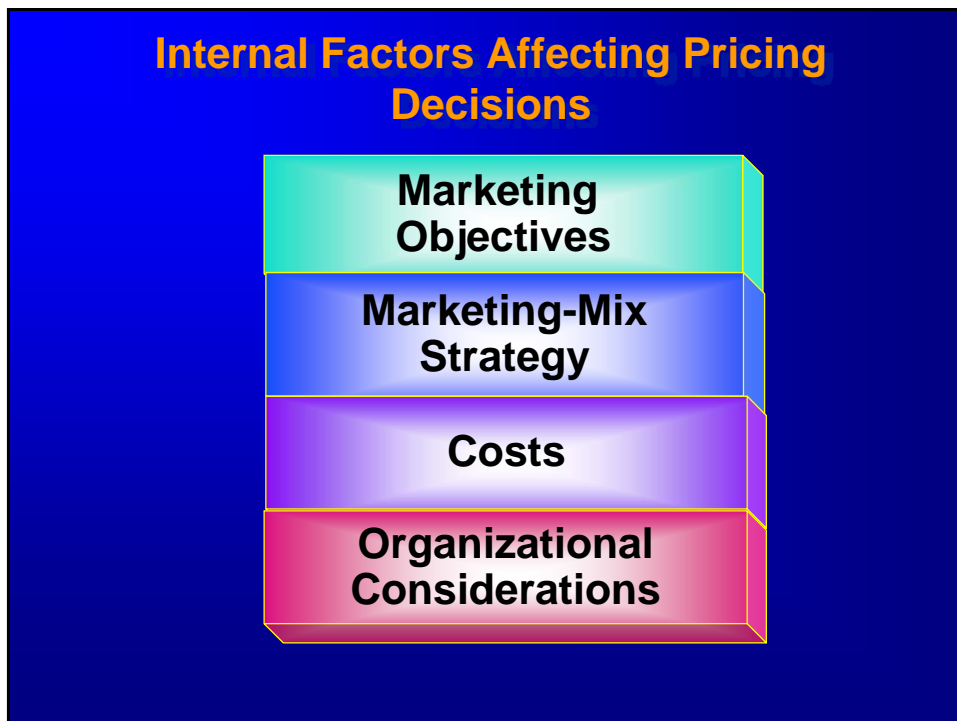 Internal Factors Affecting Pricing
Decisions
Marketing
Objectives
Marketing-Mix
Strategy
Costs
Organizational
Considerations